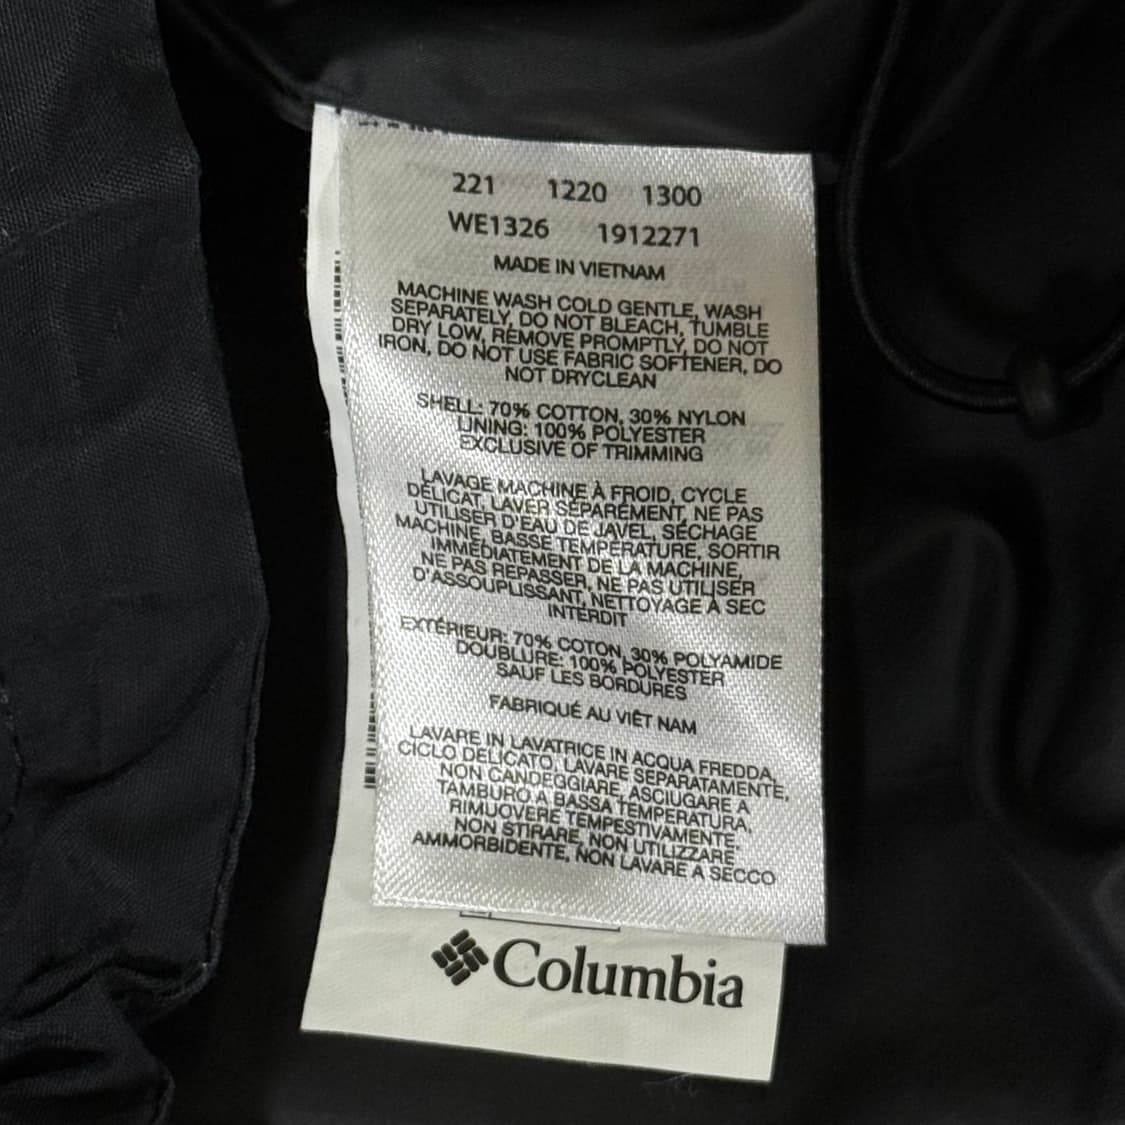 221 1220 1300
WE1326 1912271
MADE IN VIETNAM
MACHINE WASH COLD GENTLE, WASH
SEPARATELY, DO NOT BLEACH, TUMBLE
DRY LOW, REMOVE PROMPTLY, DO NOT
IRON, DO NOT USE FABRIC SOFTENER, DO
NOT DRYCLEAN
SHELL: 70% COTTON, 30% NYLON
LINING: 100% POLYESTER
EXCLUSIVE OF TRIMMING
LAVAGE MACHINE À FROID, CYCLE
DÉLICAT, LAVER SÉPARÉMENT, NE PAS
UTILISER D'EAU DE JAVEL, SÉCHAGE
MACHINE, BASSE TEMPÉRATURE, SORTIR
IMMÉDIATEMENT DE LA MACHINE,
NE PAS REPASSER, NE PAS UTILISER
D'ASSOUPLISSANT, NETTOYAGE À SEC
INTERDIT
EXTÉRIEUR: 70% COTON, 30% POLYAMIDE
DOUBLURE: 100% POLYESTER
SAUF LES BORDURES
FABRIQUÉ AU VIÊT NAM
LAVARE IN LAVATRICE IN ACQUA FREDDA,
CICLO DELICATO, LAVARE SEPARATAMENTE,
NON CANDEGGIARE, ASCIUGARE A
TAMBURO A BASSA TEMPERATURA,
RIMUOVERE TEMPESTIVAMENTE,
NON STIRARE, NON UTILIZZARE
AMMORBIDENTE, NON LAVARE A SECCO
Columbia